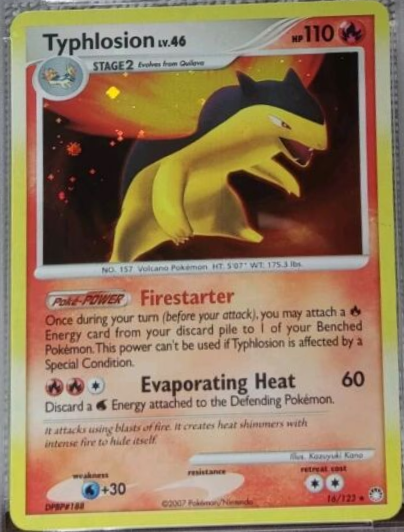 Typhlosion LV.46 HP 110
STAGE 2 Evolves from Quilava
NO. 157 Volcano Pokémon HT: 5'07" WT: 175.3 lbs.
Poké-POWER Firestarter
Once during your turn (before your attack), you may attach a
Energy card from your discard pile to 1 of your Benched
Pokémon. This power can't be used if Typhlosion is affected by a
Special Condition.
Evaporating Heat 60
Discard a Energy attached to the Defending Pokémon.
It attacks using blasts of fire. It creates heat shimmers with
intense fire to hide itself.
Illus. Kazuyuki Kano
weakness resistance retreat cost
+30
DPBP#188 ©2007 Pokémon/Nintendo 16/123